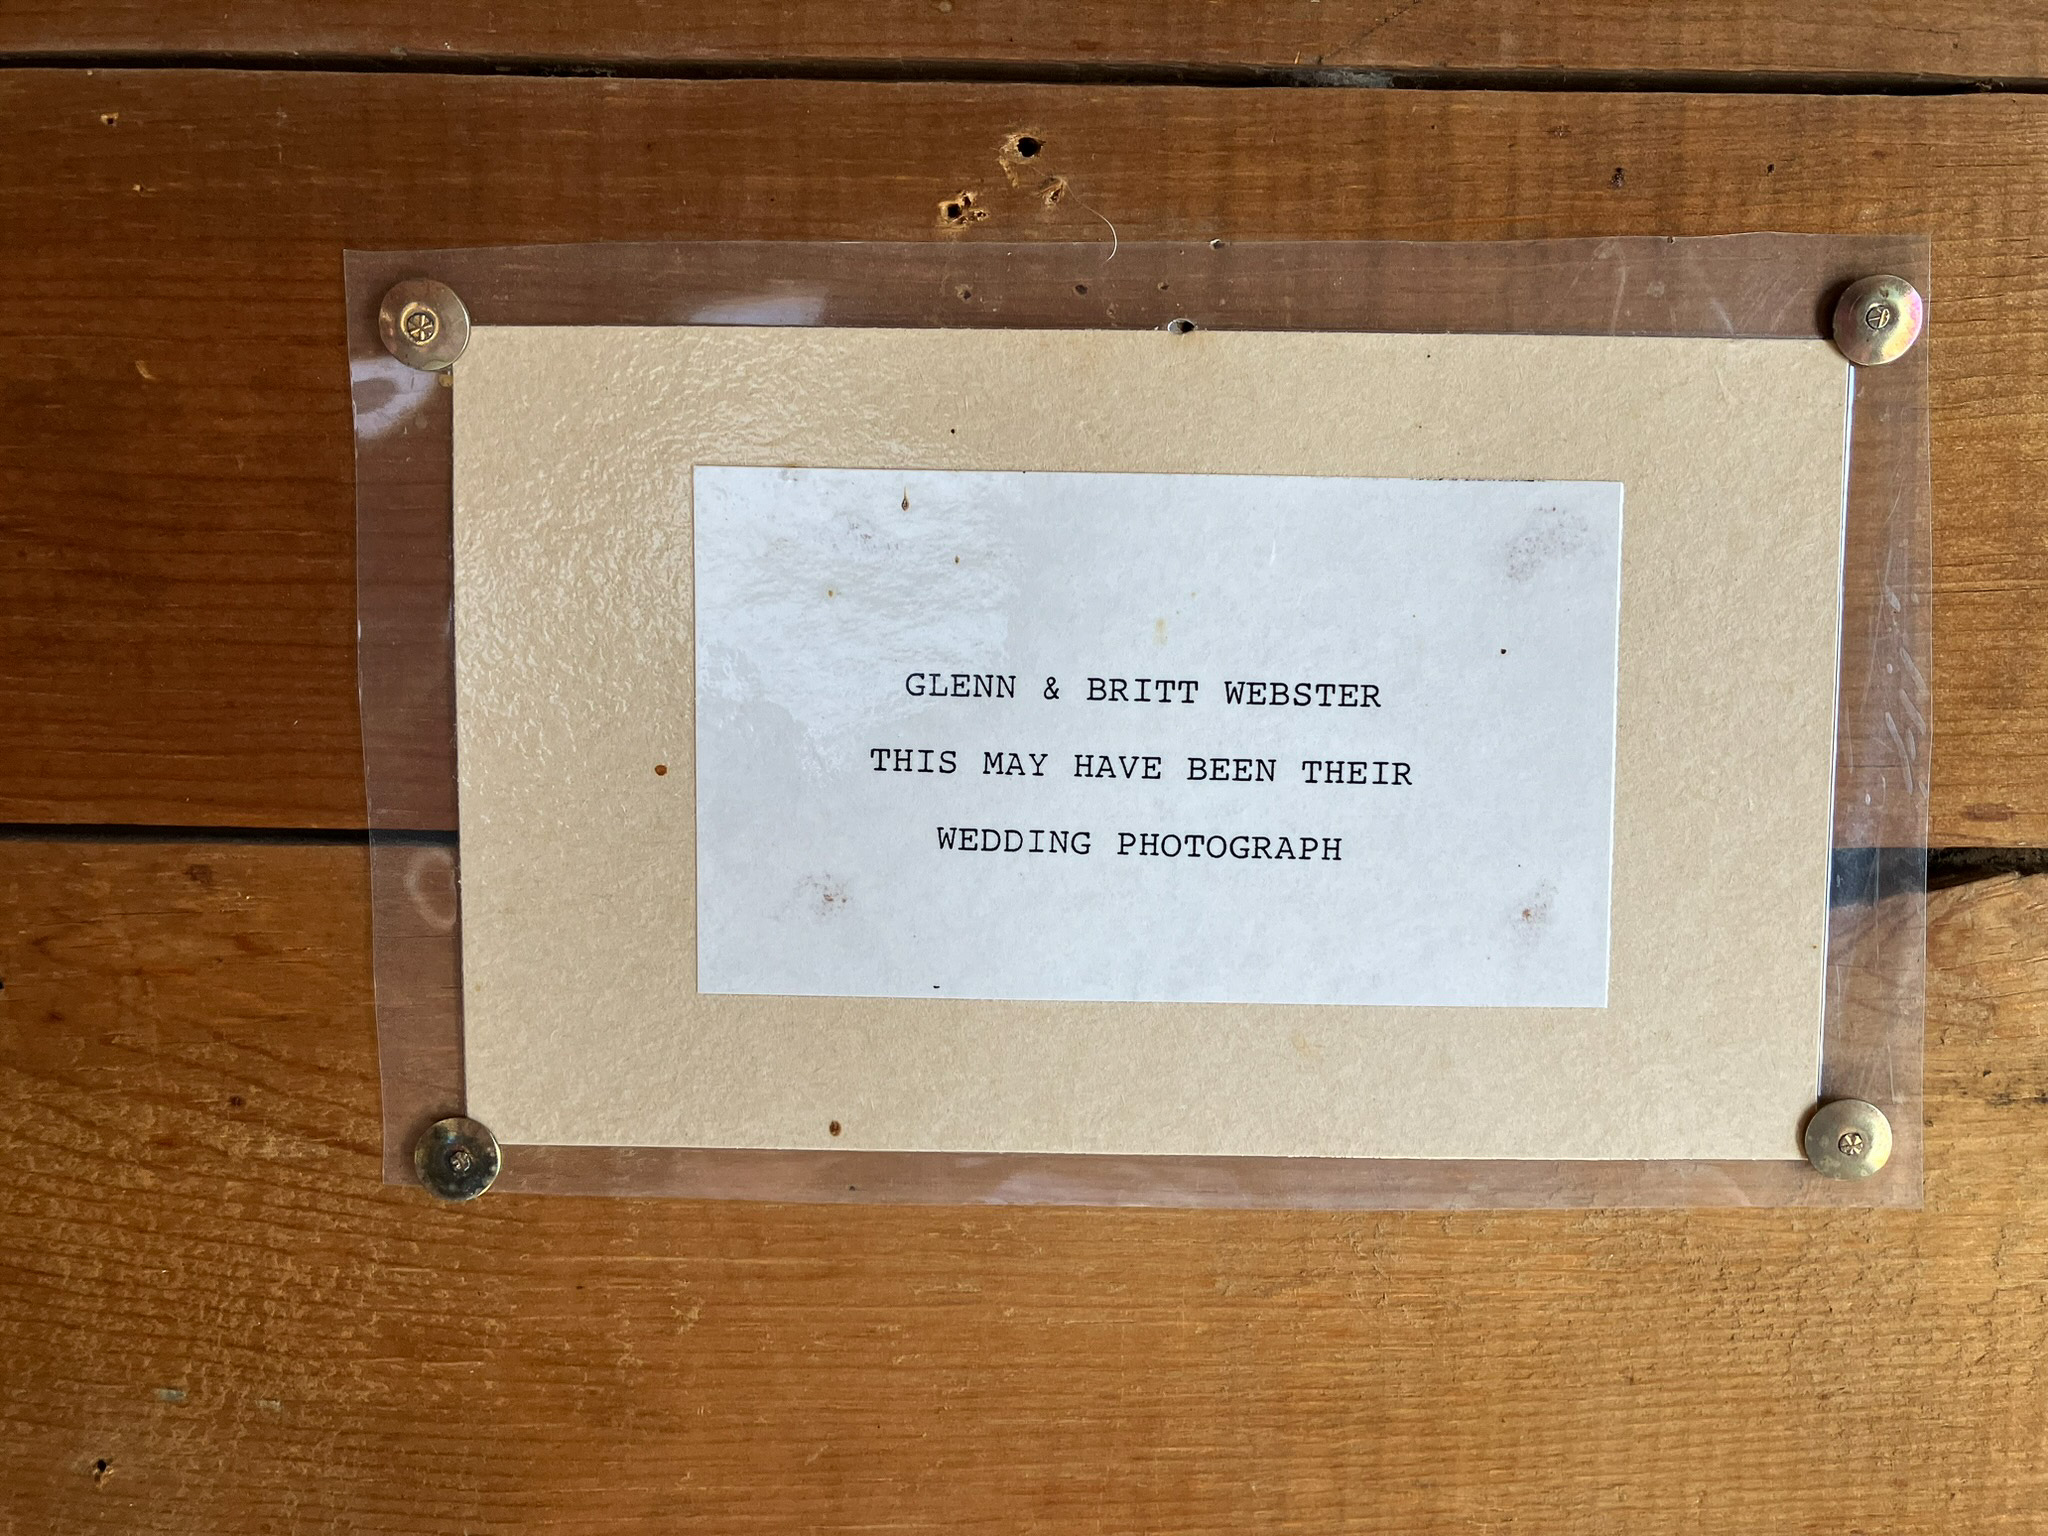 GLENN & BRITT WEBSTER
THIS MAY HAVE BEEN THEIR
WEDDING PHOTOGRAPH